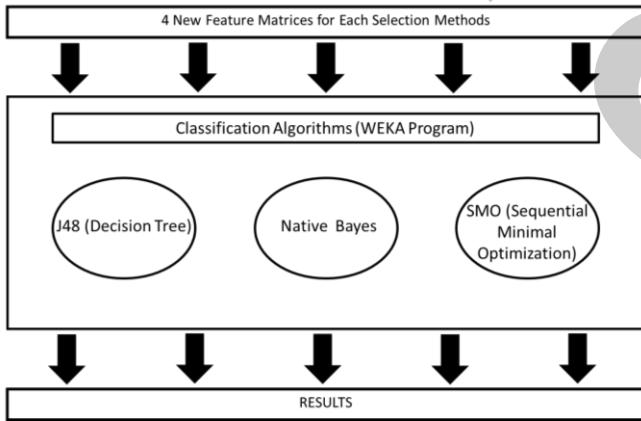 4 New Feature Matrices for Each Selection Methods
Classification Algorithms (WEKA Program)
J48 (Decision Tree)
Native Bayes
SMO (Sequential
Minimal
Optimization)
RESULTS